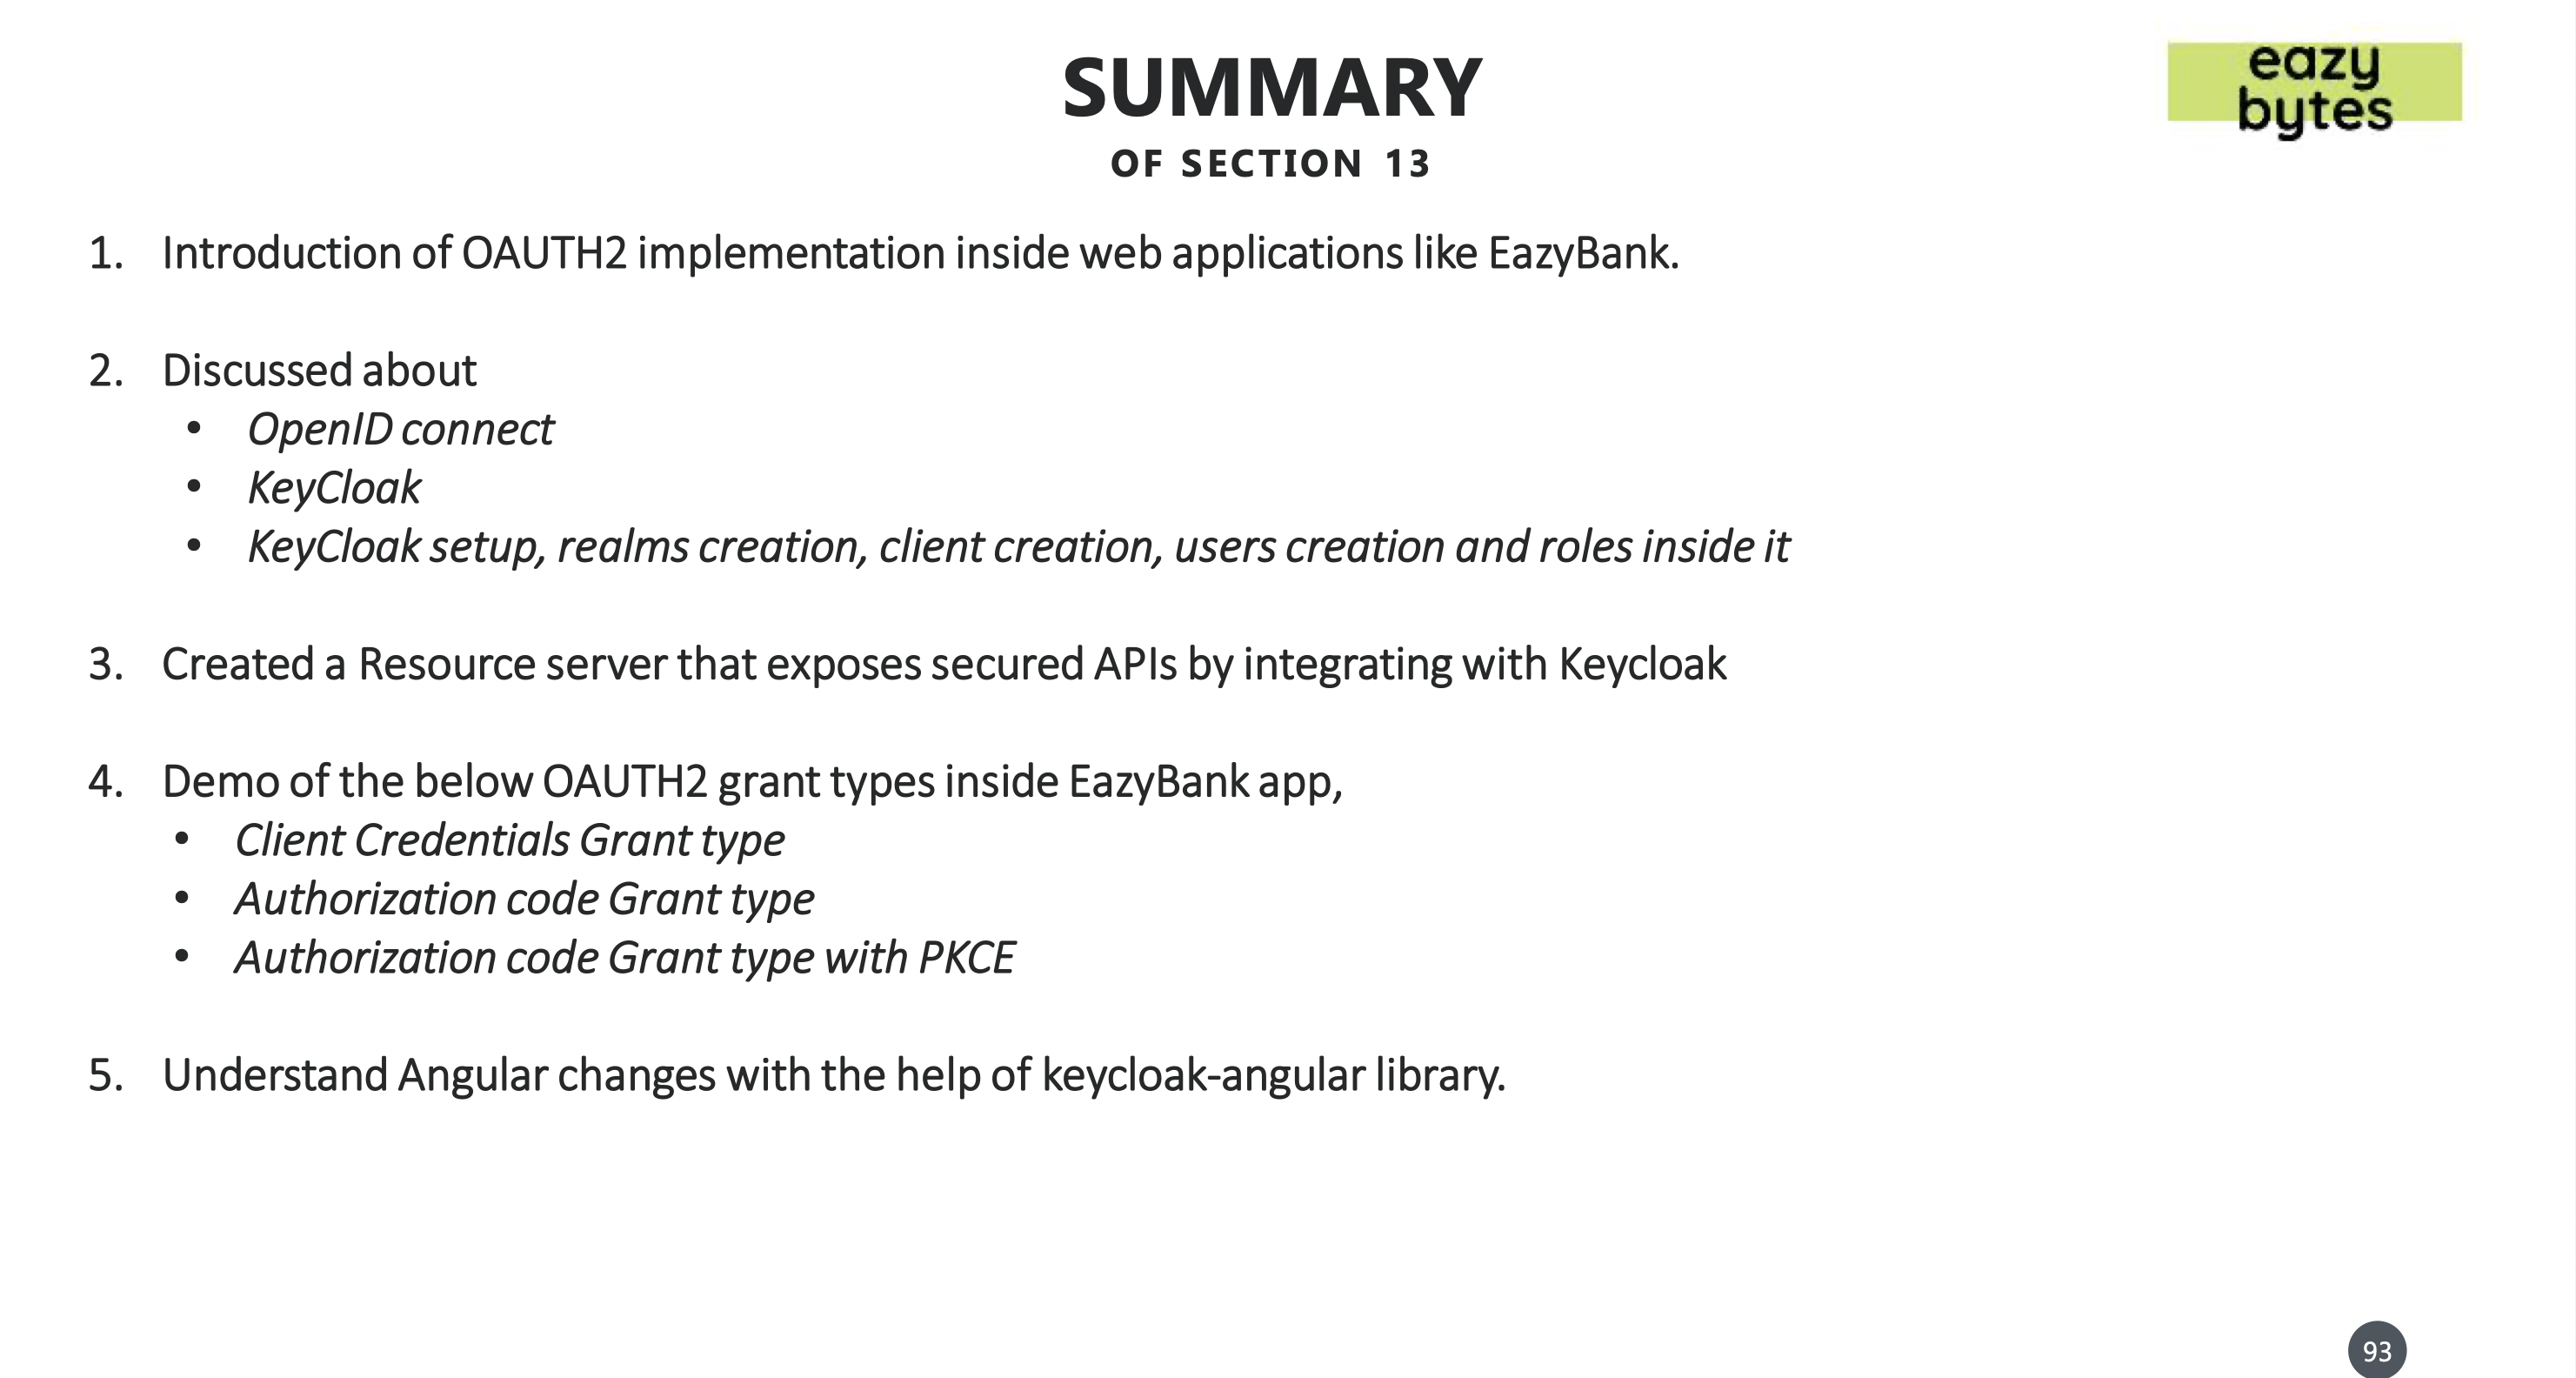 SUMMARY
OF SECTION 13
eazy
bytes
1. Introduction of OAUTH2 implementation inside web applications like EazyBank.
2. Discussed about
• OpenID connect
• KeyCloak
• KeyCloak setup, realms creation, client creation, users creation and roles inside it
3. Created a Resource server that exposes secured APIs by integrating with Keycloak
4. Demo of the below OAUTH2 grant types inside EazyBank app,
• Client Credentials Grant type
• Authorization code Grant type
• Authorization code Grant type with PKCE
5. Understand Angular changes with the help of keycloak-angular library.
93